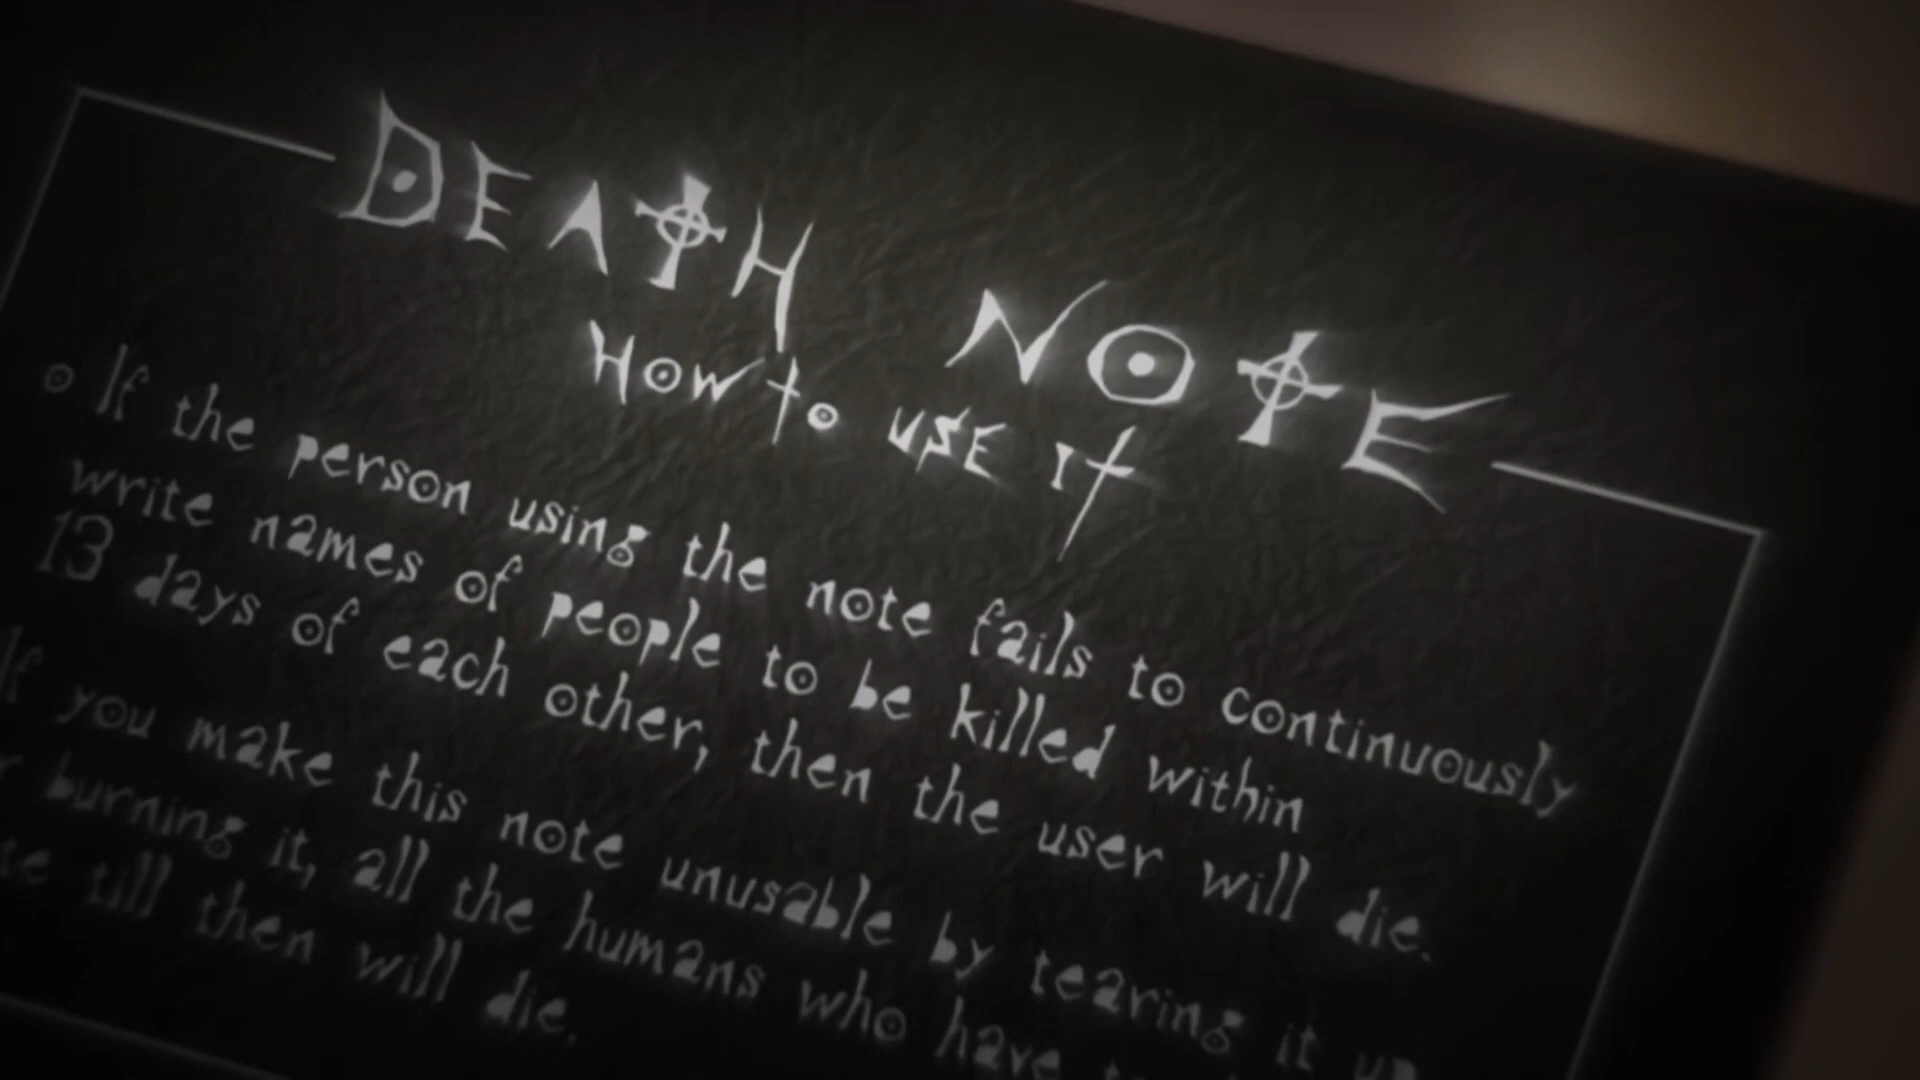 DEATH NOTE
How to use it
If the person using the note fails to continuously
write names of people to be killed within
13 days of each other, then the user will die.
If you make this note unusable by tearing it up
burning it, all the humans who have
till then will die.